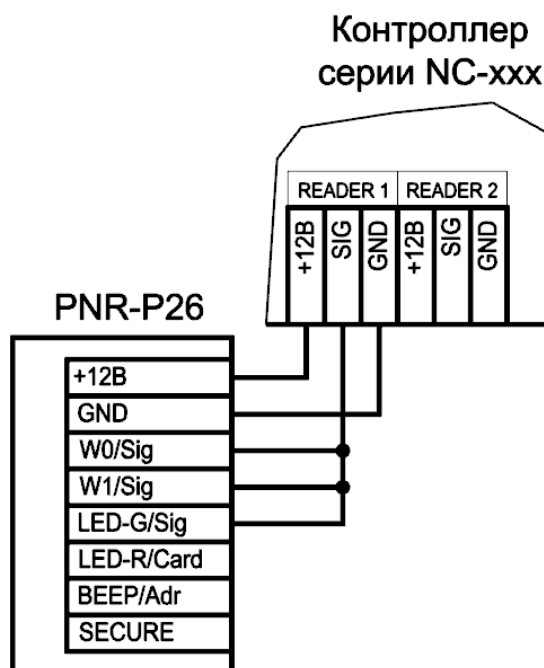 Контроллер
серии NC-xxx
READER 1 READER 2
+12В SIG GND +12В SIG GND
PNR-P26
+12В
GND
W0/Sig
W1/Sig
LED-G/Sig
LED-R/Card
BEEP/Adr
SECURE